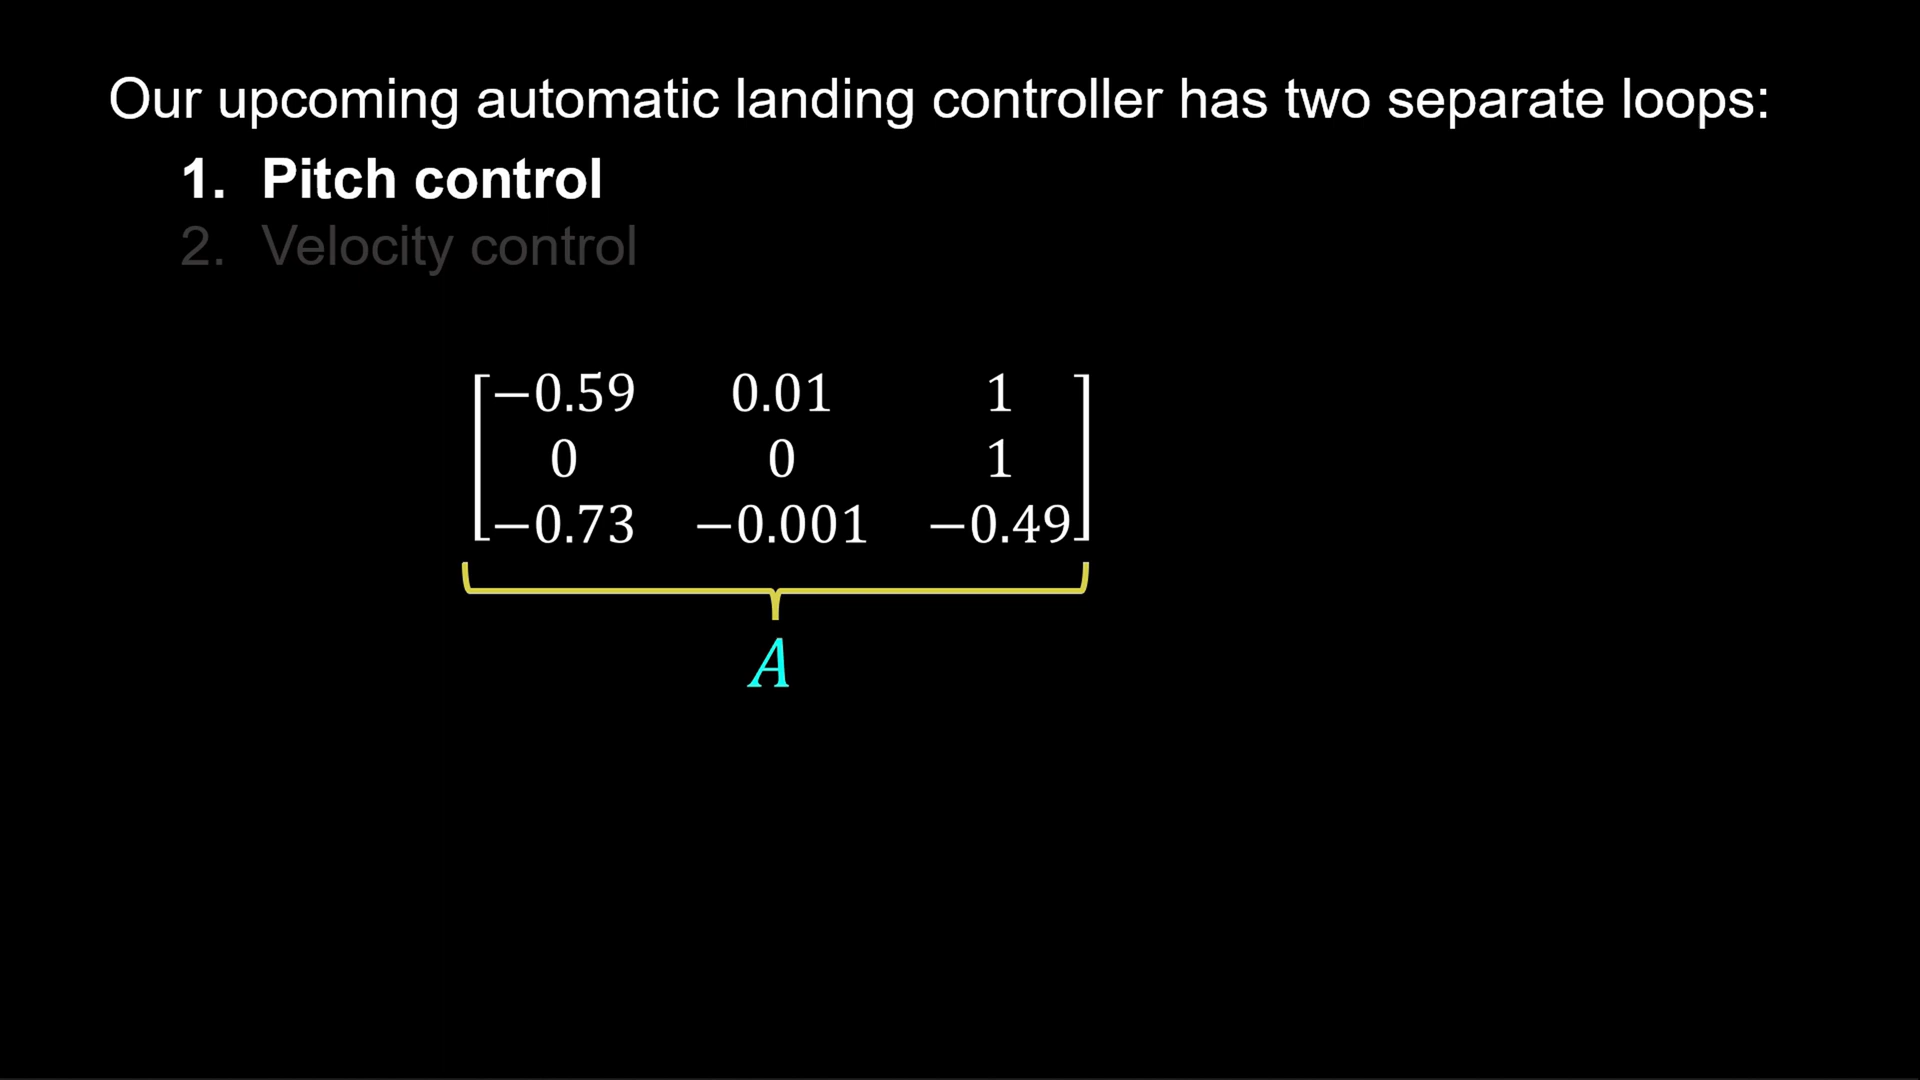 Our upcoming automatic landing controller has two separate loops:
1. Pitch control
2. Velocity control
−0.59 0.01 1
0 0 1
−0.73 −0.001 −0.49
A